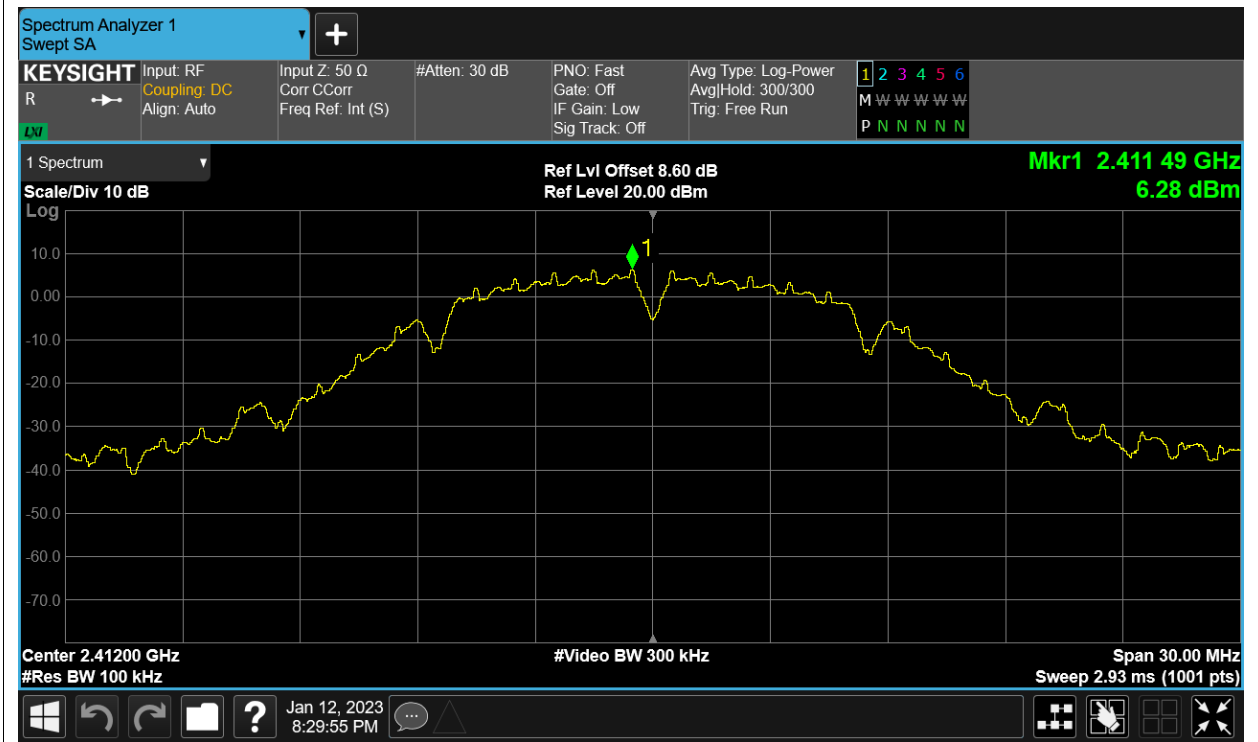 Spectrum Analyzer 1
Swept SA
+
KEYSIGHT
R
LXI
Input: RF
Coupling: DC
Align: Auto
Input Z: 50 Ω
Corr CCorr
Freq Ref: Int (S)
#Atten: 30 dB
PNO: Fast
Gate: Off
IF Gain: Low
Sig Track: Off
Avg Type: Log-Power
Avg|Hold: 300/300
Trig: Free Run
1 2 3 4 5 6
M W W W W W
P N N N N N
1 Spectrum
Scale/Div 10 dB
Ref Lvl Offset 8.60 dB
Ref Level 20.00 dBm
Mkr1 2.411 49 GHz
6.28 dBm
Log
1
10.0
0.00
-10.0
-20.0
-30.0
-40.0
-50.0
-60.0
-70.0
Center 2.41200 GHz
#Res BW 100 kHz
#Video BW 300 kHz
Span 30.00 MHz
Sweep 2.93 ms (1001 pts)
?
Jan 12, 2023
8:29:55 PM